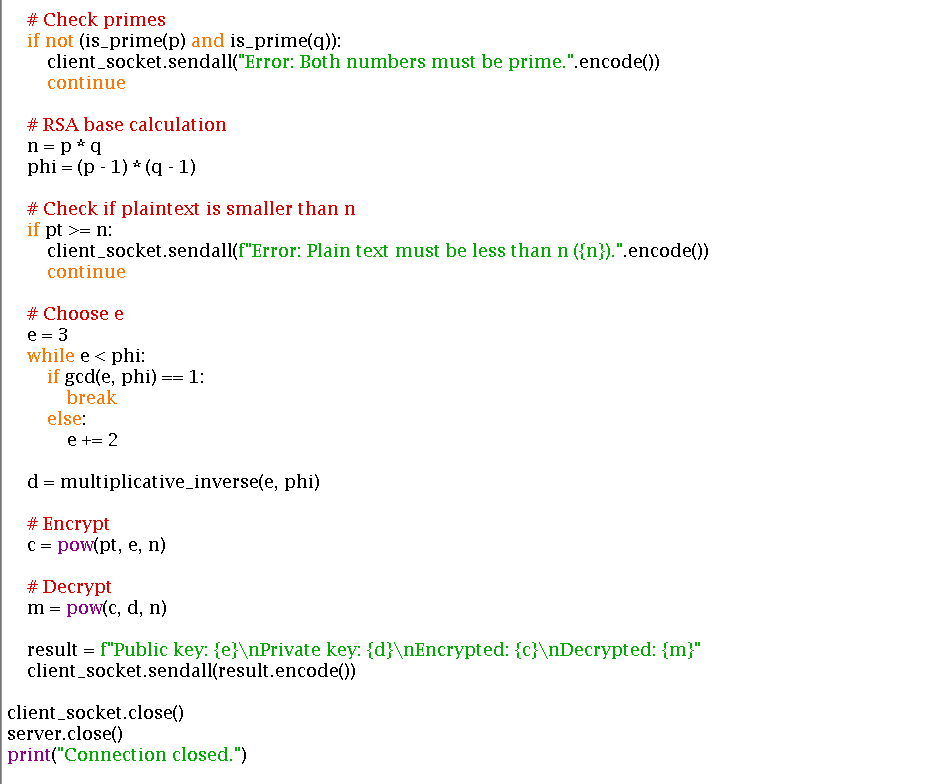 # Check primes
if not (is_prime(p) and is_prime(q)):
client_socket.sendall("Error: Both numbers must be prime.".encode())
continue
# RSA base calculation
n = p * q
phi = (p - 1) * (q - 1)
# Check if plaintext is smaller than n
if pt >= n:
client_socket.sendall(f"Error: Plain text must be less than n ({n}).".encode())
continue
# Choose e
e = 3
while e < phi:
if gcd(e, phi) == 1:
break
else:
e += 2
d = multiplicative_inverse(e, phi)
# Encrypt
c = pow(pt, e, n)
# Decrypt
m = pow(c, d, n)
result = f"Public key: {e}\nPrivate key: {d}\nEncrypted: {c}\nDecrypted: {m}"
client_socket.sendall(result.encode())
client_socket.close()
server.close()
print("Connection closed.")